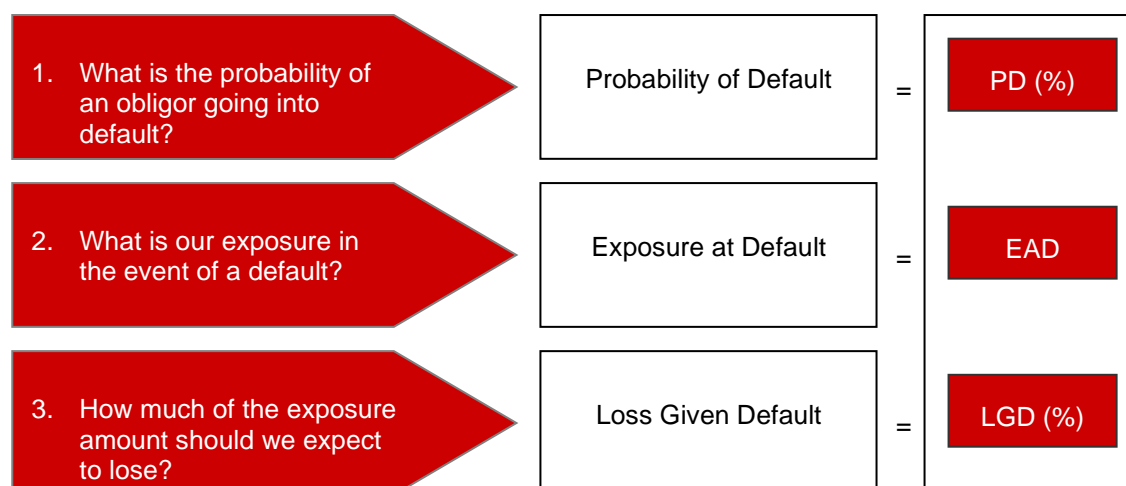 1. What is the probability of
an obligor going into
default?
Probability of Default
=
PD (%)
2. What is our exposure in
the event of a default?
Exposure at Default
=
EAD
3. How much of the exposure
amount should we expect
to lose?
Loss Given Default
=
LGD (%)